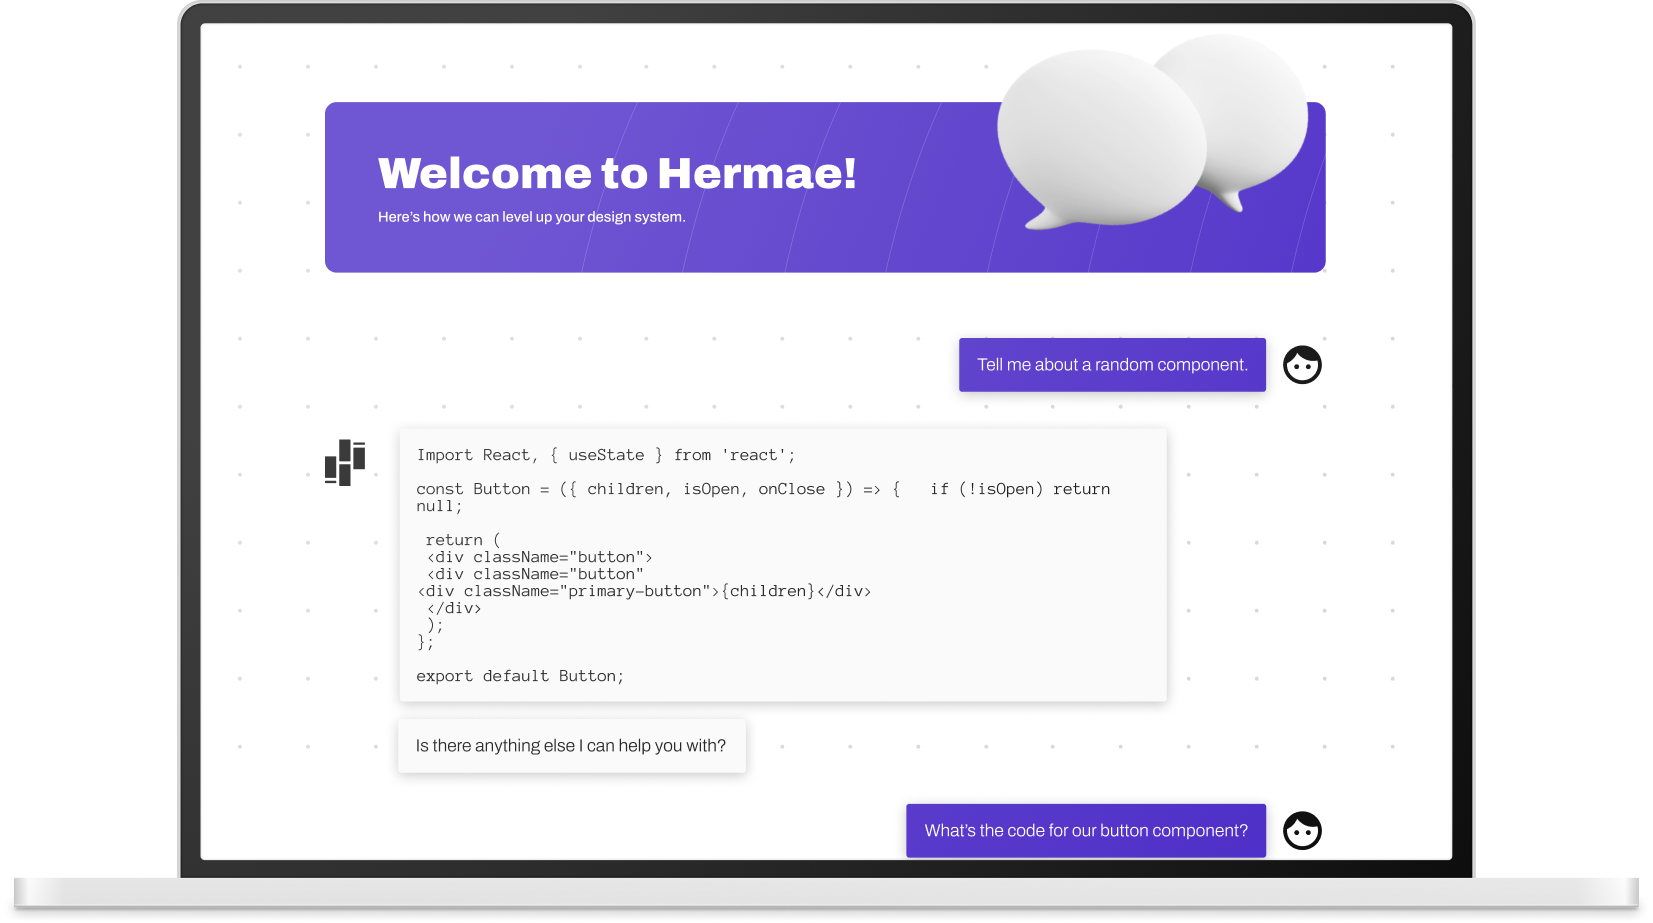 Welcome to Hermae!
Here's how we can level up your design system.
Tell me about a random component.
Import React, { useState } from 'react';
const Button = ({ children, isOpen, onClose }) => {   if (!isOpen) return
null;
return (
<div className="button">
<div className="button"
<div className="primary-button">{children}</div>
</div>
);
};
export default Button;
Is there anything else I can help you with?
What's the code for our button component?